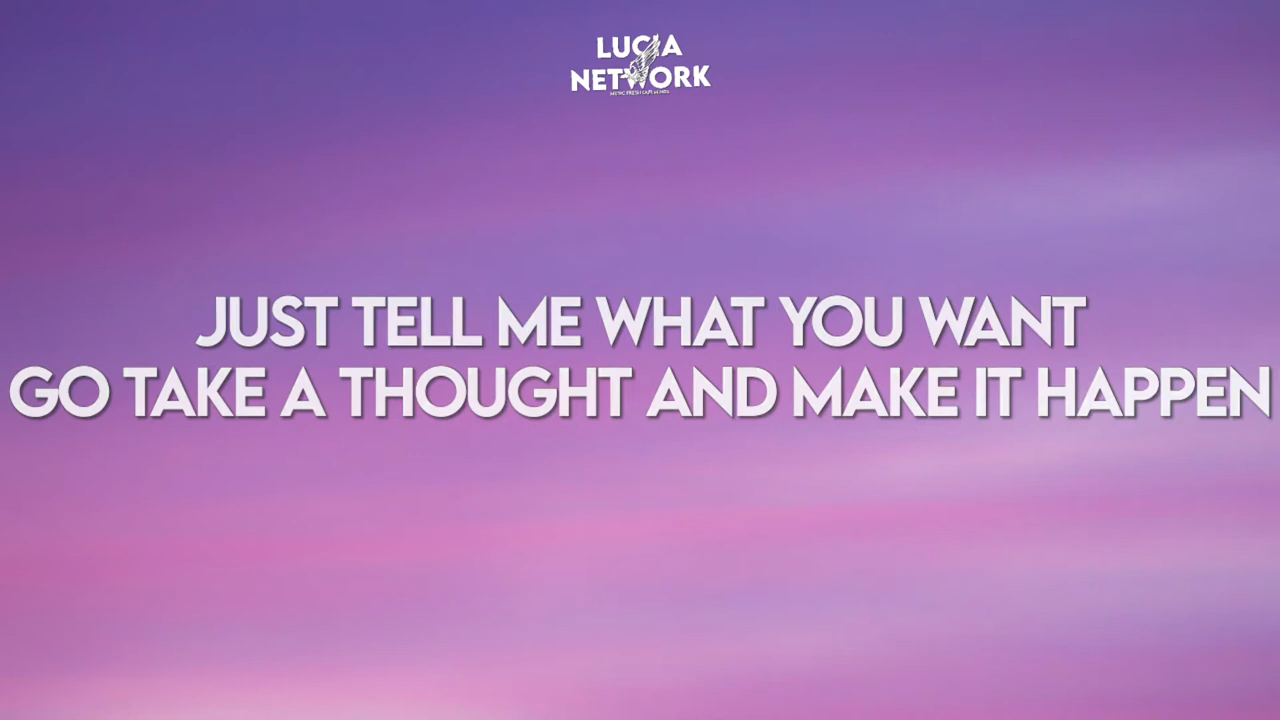 LUCIA
NETWORK
JUST TELL ME WHAT YOU WANT
GO TAKE A THOUGHT AND MAKE IT HAPPEN